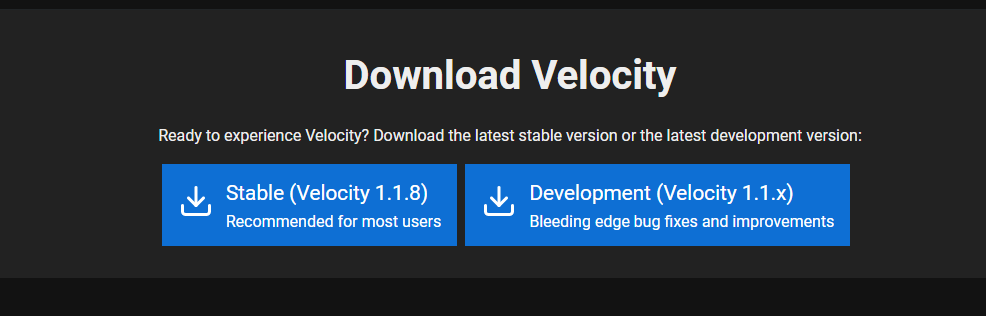 Download Velocity
Ready to experience Velocity? Download the latest stable version or the latest development version:
Stable (Velocity 1.1.8)
Recommended for most users
Development (Velocity 1.1.x)
Bleeding edge bug fixes and improvements